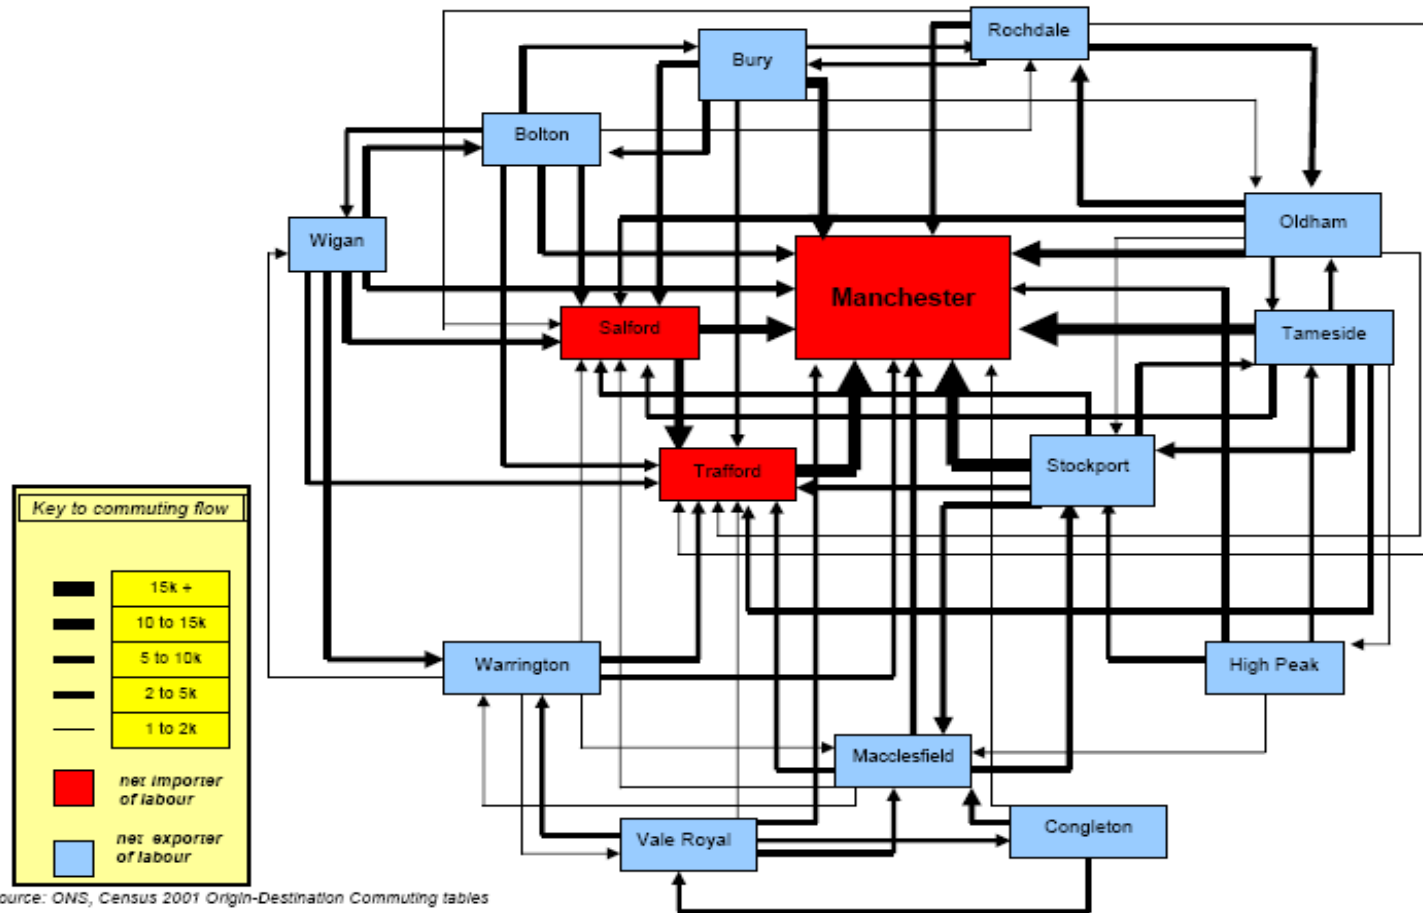 Rochdale
Bury
Bolton
Oldham
Wigan
Manchester
Salford
Tameside
Trafford
Stockport
Key to commuting flow
15k +
10 to 15k
5 to 10k
2 to 5k
1 to 2k
net importer
of labour
net exporter
of labour
Warrington
High Peak
Macclesfield
Vale Royal
Congleton
ource: ONS, Census 2001 Origin-Destination Commuting tables